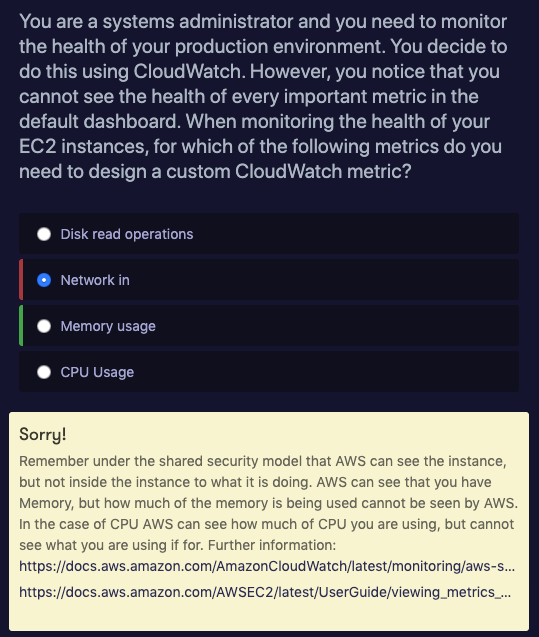 You are a systems administrator and you need to monitor
the health of your production environment. You decide to
do this using CloudWatch. However, you notice that you
cannot see the health of every important metric in the
default dashboard. When monitoring the health of your
EC2 instances, for which of the following metrics do you
need to design a custom CloudWatch metric?
Disk read operations
Network in
Memory usage
CPU Usage
Sorry!
Remember under the shared security model that AWS can see the instance,
but not inside the instance to what it is doing. AWS can see that you have
Memory, but how much of the memory is being used cannot be seen by AWS.
In the case of CPU AWS can see how much of CPU you are using, but cannot
see what you are using if for. Further information:
https://docs.aws.amazon.com/AmazonCloudWatch/latest/monitoring/aws-s...
https://docs.aws.amazon.com/AWSEC2/latest/UserGuide/viewing_metrics_...